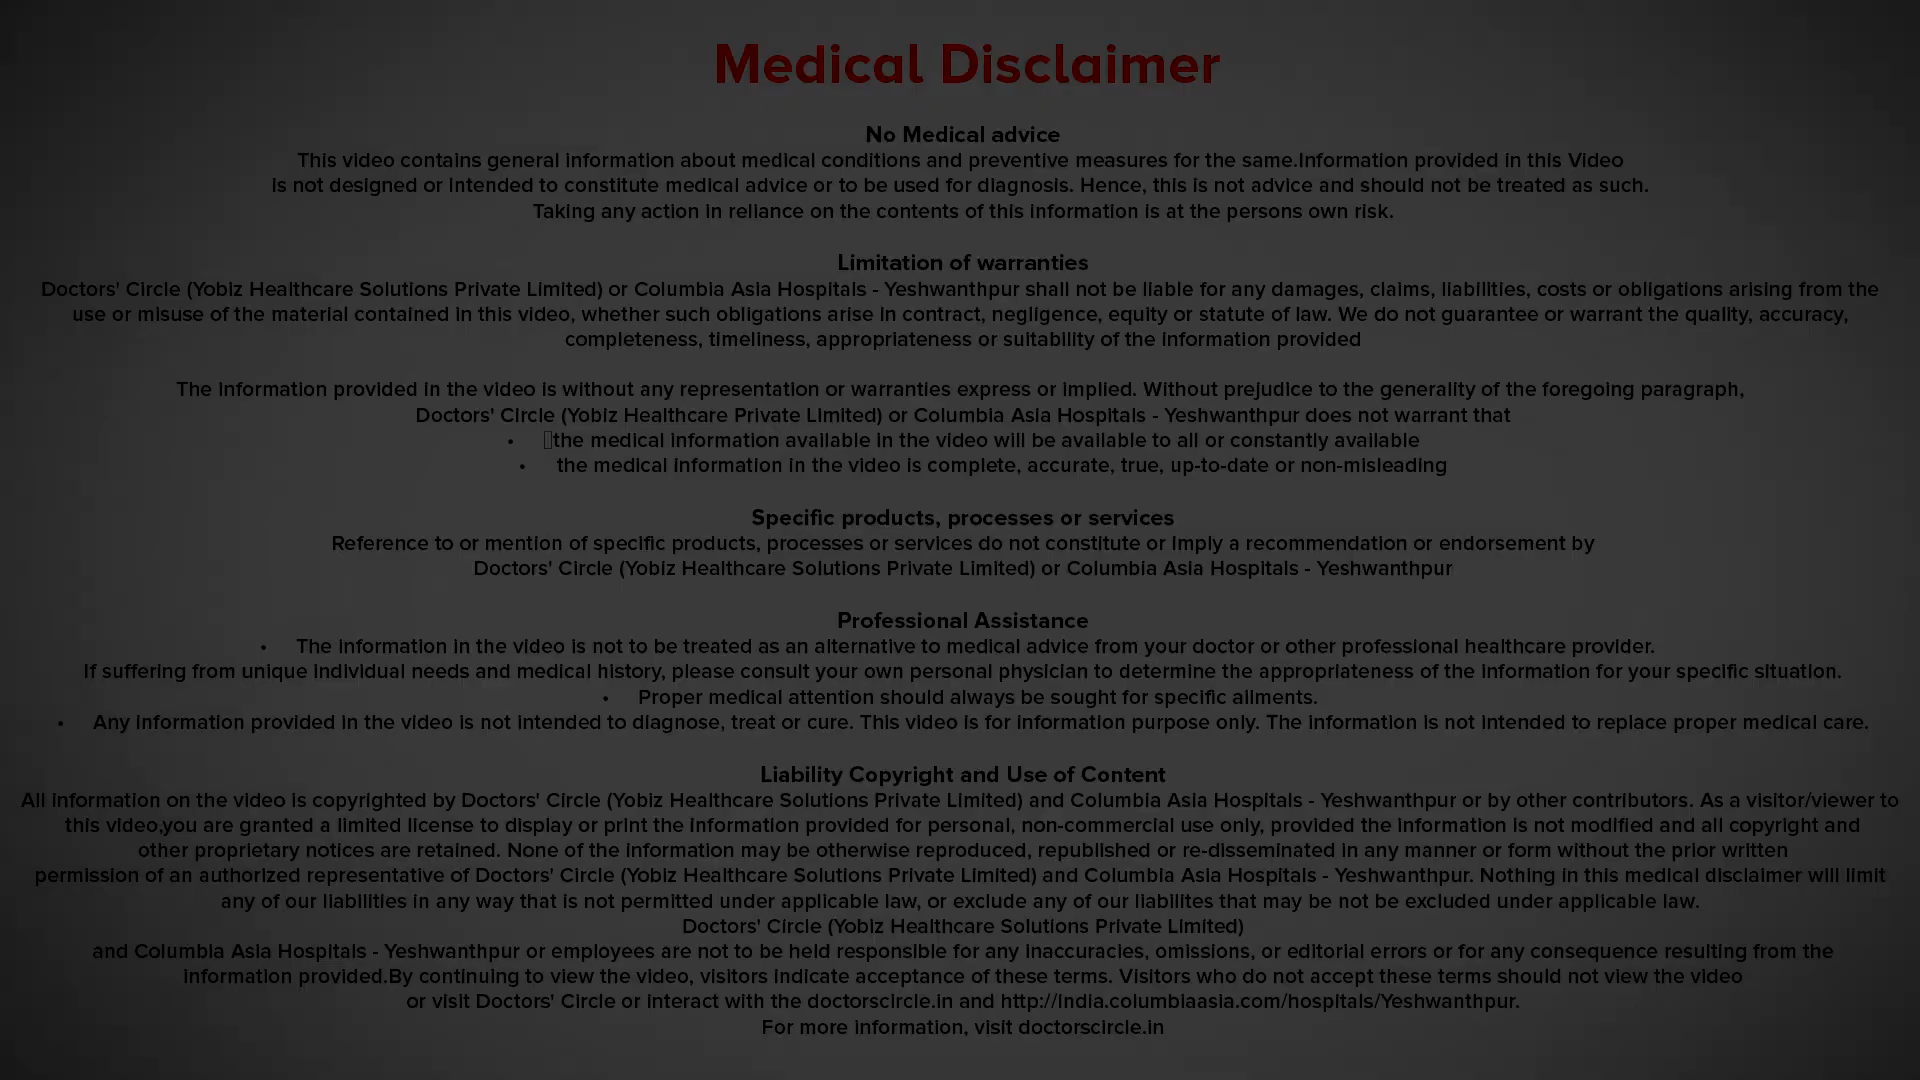 Medical Disclaimer
No Medical advice
This video contains general information about medical conditions and preventive measures for the same.Information provided in this Video
is not designed or intended to constitute medical advice or to be used for diagnosis. Hence, this is not advice and should not be treated as such.
Taking any action in reliance on the contents of this information is at the persons own risk.
Limitation of warranties
Doctors' Circle (Yobiz Healthcare Solutions Private Limited) or Columbia Asia Hospitals - Yeshwanthpur shall not be liable for any damages, claims, liabilities, costs or obligations arising from the
use or misuse of the material contained in this video, whether such obligations arise in contract, negligence, equity or statute of law. We do not guarantee or warrant the quality, accuracy,
completeness, timeliness, appropriateness or suitability of the information provided
The information provided in the video is without any representation or warranties express or implied. Without prejudice to the generality of the foregoing paragraph,
Doctors' Circle (Yobiz Healthcare Private Limited) or Columbia Asia Hospitals - Yeshwanthpur does not warrant that
• the medical information available in the video will be available to all or constantly available
• the medical information in the video is complete, accurate, true, up-to-date or non-misleading
Specific products, processes or services
Reference to or mention of specific products, processes or services do not constitute or imply a recommendation or endorsement by
Doctors' Circle (Yobiz Healthcare Solutions Private Limited) or Columbia Asia Hospitals - Yeshwanthpur
Professional Assistance
• The information in the video is not to be treated as an alternative to medical advice from your doctor or other professional healthcare provider.
If suffering from unique individual needs and medical history, please consult your own personal physician to determine the appropriateness of the information for your specific situation.
• Proper medical attention should always be sought for specific ailments.
• Any information provided in the video is not intended to diagnose, treat or cure. This video is for information purpose only. The information is not intended to replace proper medical care.
Liability Copyright and Use of Content
All information on the video is copyrighted by Doctors' Circle (Yobiz Healthcare Solutions Private Limited) and Columbia Asia Hospitals - Yeshwanthpur or by other contributors. As a visitor/viewer to
this video,you are granted a limited license to display or print the information provided for personal, non-commercial use only, provided the information is not modified and all copyright and
other proprietary notices are retained. None of the information may be otherwise reproduced, republished or re-disseminated in any manner or form without the prior written
permission of an authorized representative of Doctors' Circle (Yobiz Healthcare Solutions Private Limited) and Columbia Asia Hospitals - Yeshwanthpur. Nothing in this medical disclaimer will limit
any of our liabilities in any way that is not permitted under applicable law, or exclude any of our liabilites that may be not be excluded under applicable law.
Doctors' Circle (Yobiz Healthcare Solutions Private Limited)
and Columbia Asia Hospitals - Yeshwanthpur or employees are not to be held responsible for any inaccuracies, omissions, or editorial errors or for any consequence resulting from the
information provided.By continuing to view the video, visitors indicate acceptance of these terms. Visitors who do not accept these terms should not view the video
or visit Doctors' Circle or interact with the doctorscircle.in and http://india.columbiaasia.com/hospitals/Yeshwanthpur.
For more information, visit doctorscircle.in